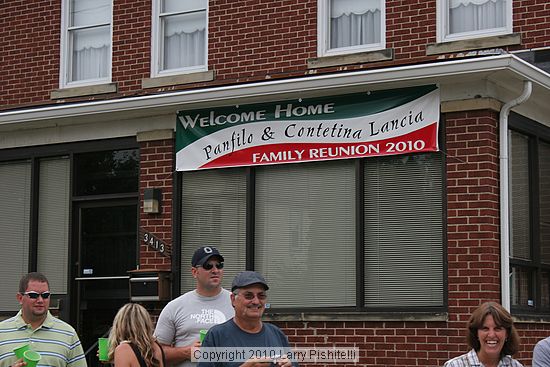 Welcome Home
Panfilo & Contetina Lancia
FAMILY REUNION 2010
3413
THE
NORTH
FACE
Copyright 2010 Larry Pishitelli